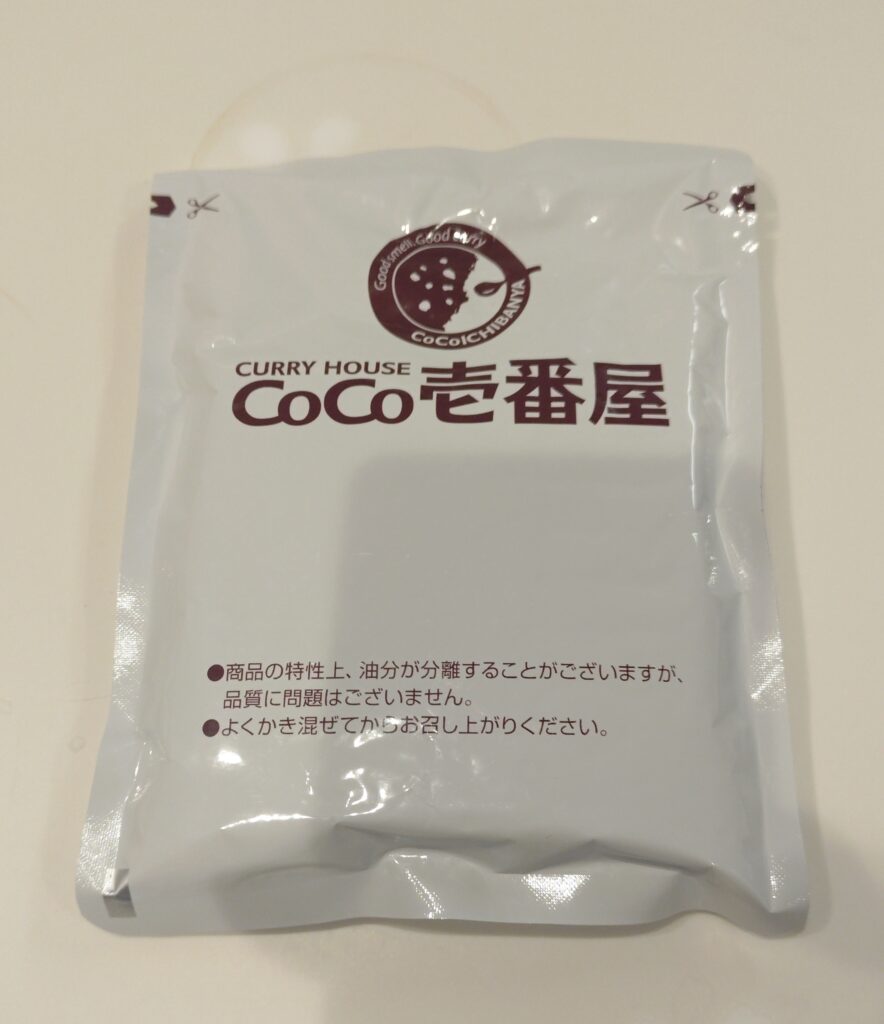 Good smell. Good curry
CoCoICHIBANYA
CURRY HOUSE
CoCo壱番屋
●商品の特性上、油分が分離することがございますが、
品質に問題はございません。
●よくかき混ぜてからお召し上がりください。